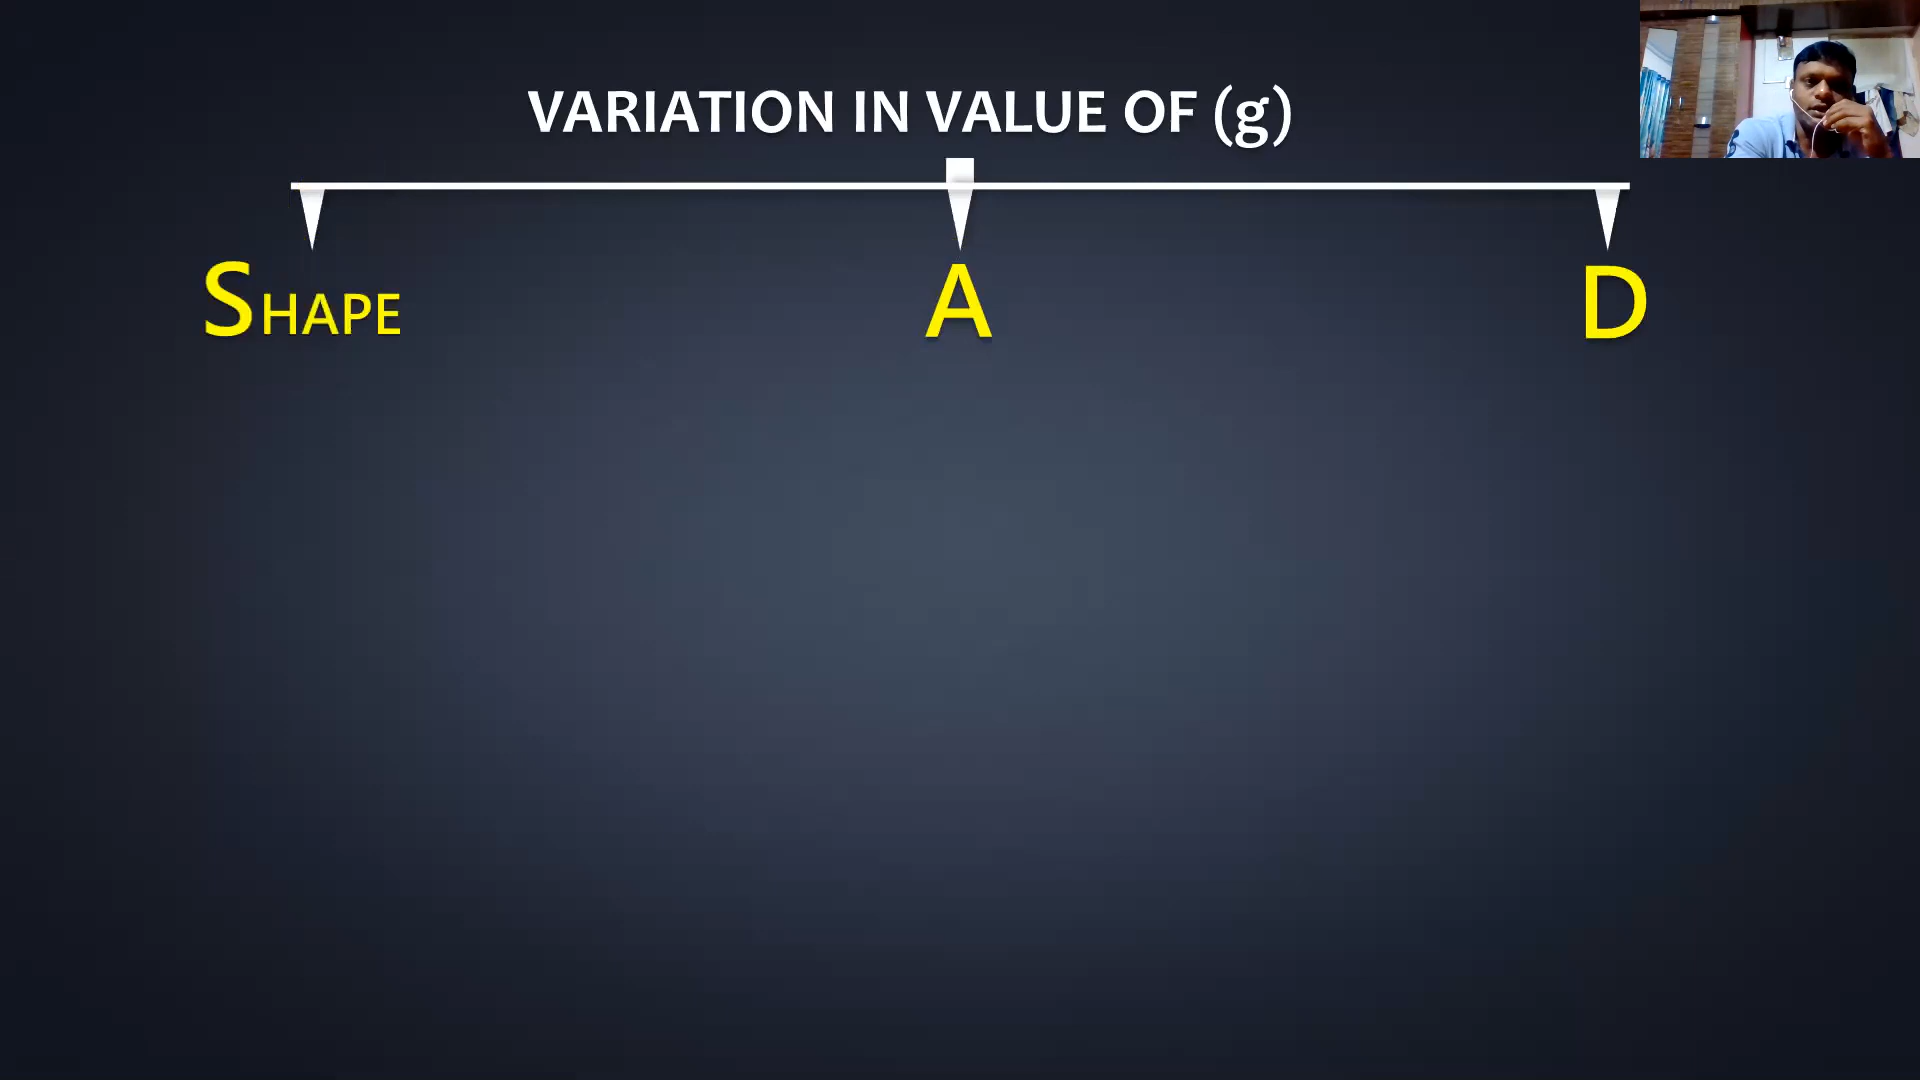 VARIATION IN VALUE OF (g)
SHAPE A D